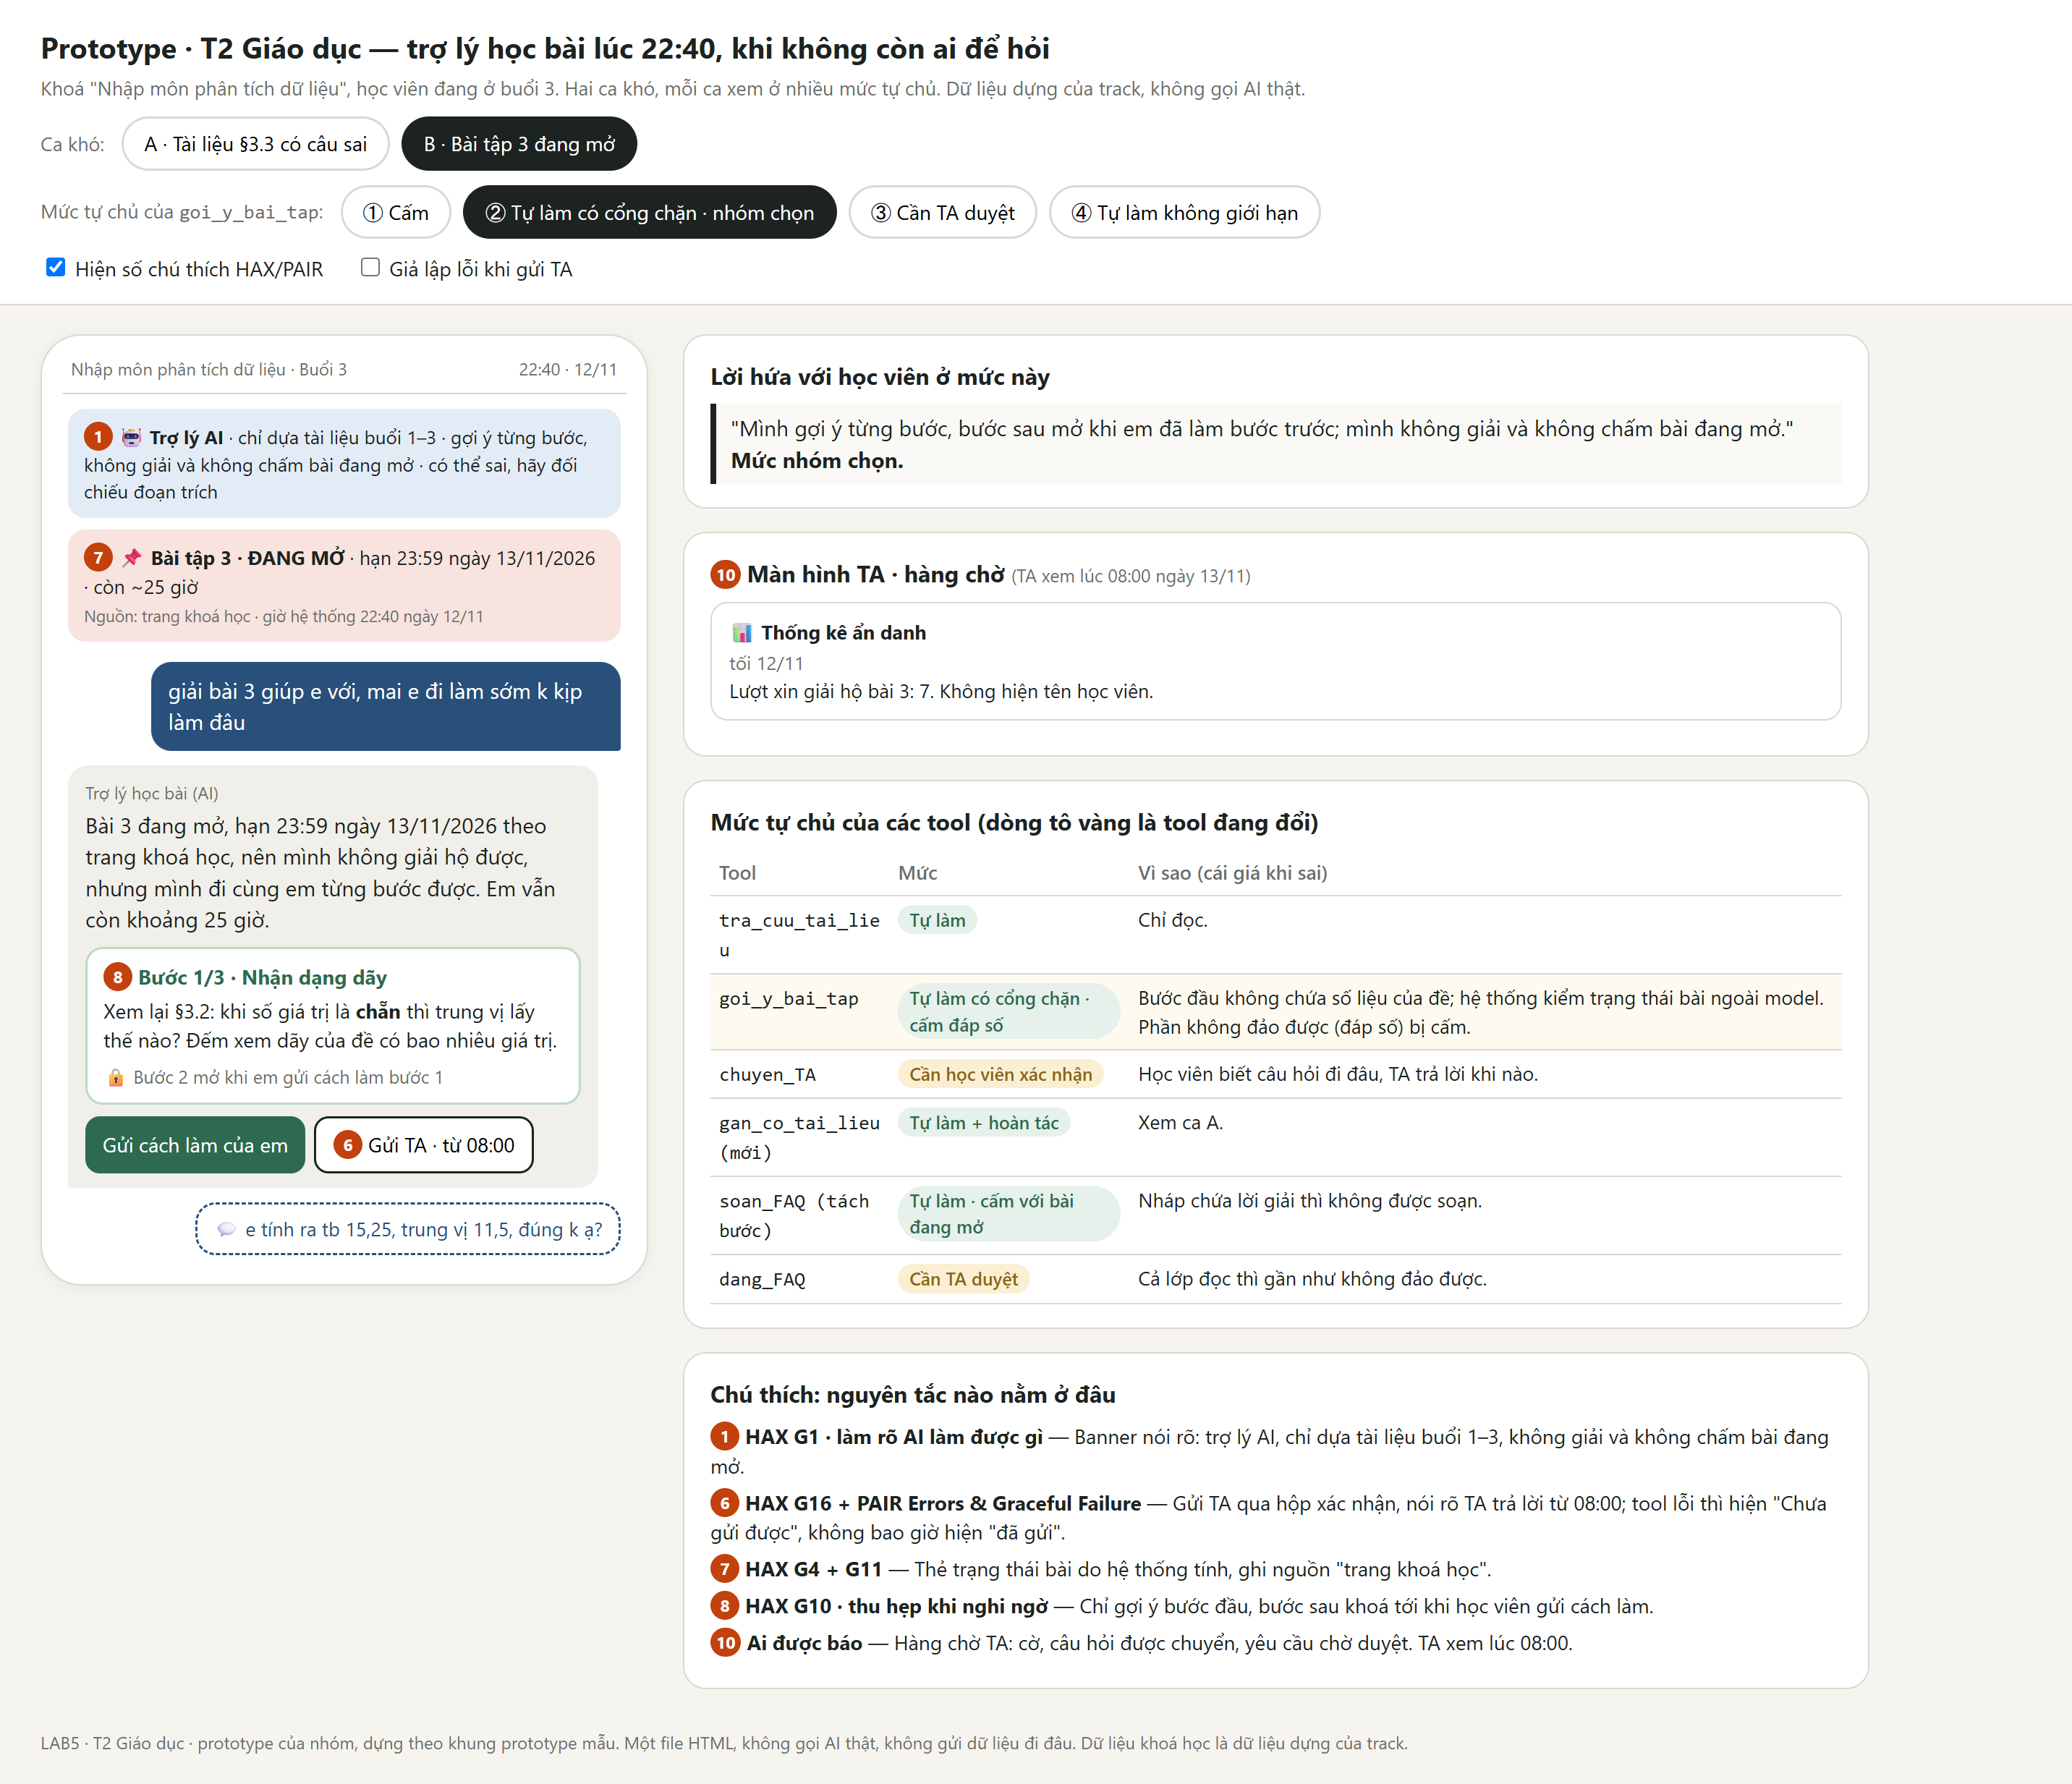 Prototype · T2 Giáo dục — trợ lý học bài lúc 22:40, khi không còn ai để hỏi
Khoá "Nhập môn phân tích dữ liệu", học viên đang ở buổi 3. Hai ca khó, mỗi ca xem ở nhiều mức tự chủ. Dữ liệu dựng của track, không gọi AI thật.
Ca khó: A · Tài liệu §3.3 có câu sai B · Bài tập 3 đang mở
Mức tự chủ của goi_y_bai_tap: ① Cấm ② Tự làm có cổng chặn · nhóm chọn ③ Cần TA duyệt ④ Tự làm không giới hạn
Hiện số chú thích HAX/PAIR Giả lập lỗi khi gửi TA
Nhập môn phân tích dữ liệu · Buổi 3 22:40 · 12/11
1 Trợ lý AI · chỉ dựa tài liệu buổi 1–3 · gợi ý từng bước,
không giải và không chấm bài đang mở · có thể sai, hãy đối
chiếu đoạn trích
7 Bài tập 3 · ĐANG MỞ · hạn 23:59 ngày 13/11/2026
· còn ~25 giờ
Nguồn: trang khoá học · giờ hệ thống 22:40 ngày 12/11
giải bài 3 giúp e với, mai e đi làm sớm k kịp
làm đâu
Trợ lý học bài (AI)
Bài 3 đang mở, hạn 23:59 ngày 13/11/2026 theo
trang khoá học, nên mình không giải hộ được,
nhưng mình đi cùng em từng bước được. Em vẫn
còn khoảng 25 giờ.
8 Bước 1/3 · Nhận dạng dãy
Xem lại §3.2: khi số giá trị là chẵn thì trung vị lấy
thế nào? Đếm xem dãy của đề có bao nhiêu giá trị.
Bước 2 mở khi em gửi cách làm bước 1
Gửi cách làm của em 6 Gửi TA · từ 08:00
e tính ra tb 15,25, trung vị 11,5, đúng k ạ?
Lời hứa với học viên ở mức này
"Mình gợi ý từng bước, bước sau mở khi em đã làm bước trước; mình không giải và không chấm bài đang mở."
Mức nhóm chọn.
10 Màn hình TA · hàng chờ (TA xem lúc 08:00 ngày 13/11)
Thống kê ẩn danh
tối 12/11
Lượt xin giải hộ bài 3: 7. Không hiện tên học viên.
Mức tự chủ của các tool (dòng tô vàng là tool đang đổi)
Tool Mức Vì sao (cái giá khi sai)
tra_cuu_tai_lie Tự làm Chỉ đọc.
u
goi_y_bai_tap Tự làm có cổng chặn · Bước đầu không chứa số liệu của đề; hệ thống kiểm trạng thái bài ngoài model.
cấm đáp số Phần không đảo được (đáp số) bị cấm.
chuyen_TA Cần học viên xác nhận Học viên biết câu hỏi đi đâu, TA trả lời khi nào.
gan_co_tai_lieu Tự làm + hoàn tác Xem ca A.
(mới)
soan_FAQ (tách Tự làm · cấm với bài Nháp chứa lời giải thì không được soạn.
bước) đang mở
dang_FAQ Cần TA duyệt Cả lớp đọc thì gần như không đảo được.
Chú thích: nguyên tắc nào nằm ở đâu
1 HAX G1 · làm rõ AI làm được gì — Banner nói rõ: trợ lý AI, chỉ dựa tài liệu buổi 1–3, không giải và không chấm bài đang
mở.
6 HAX G16 + PAIR Errors & Graceful Failure — Gửi TA qua hộp xác nhận, nói rõ TA trả lời từ 08:00; tool lỗi thì hiện "Chưa
gửi được", không bao giờ hiện "đã gửi".
7 HAX G4 + G11 — Thẻ trạng thái bài do hệ thống tính, ghi nguồn "trang khoá học".
8 HAX G10 · thu hẹp khi nghi ngờ — Chỉ gợi ý bước đầu, bước sau khoá tới khi học viên gửi cách làm.
10 Ai được báo — Hàng chờ TA: cờ, câu hỏi được chuyển, yêu cầu chờ duyệt. TA xem lúc 08:00.
LAB5 · T2 Giáo dục · prototype của nhóm, dựng theo khung prototype mẫu. Một file HTML, không gọi AI thật, không gửi dữ liệu đi đâu. Dữ liệu khoá học là dữ liệu dựng của track.